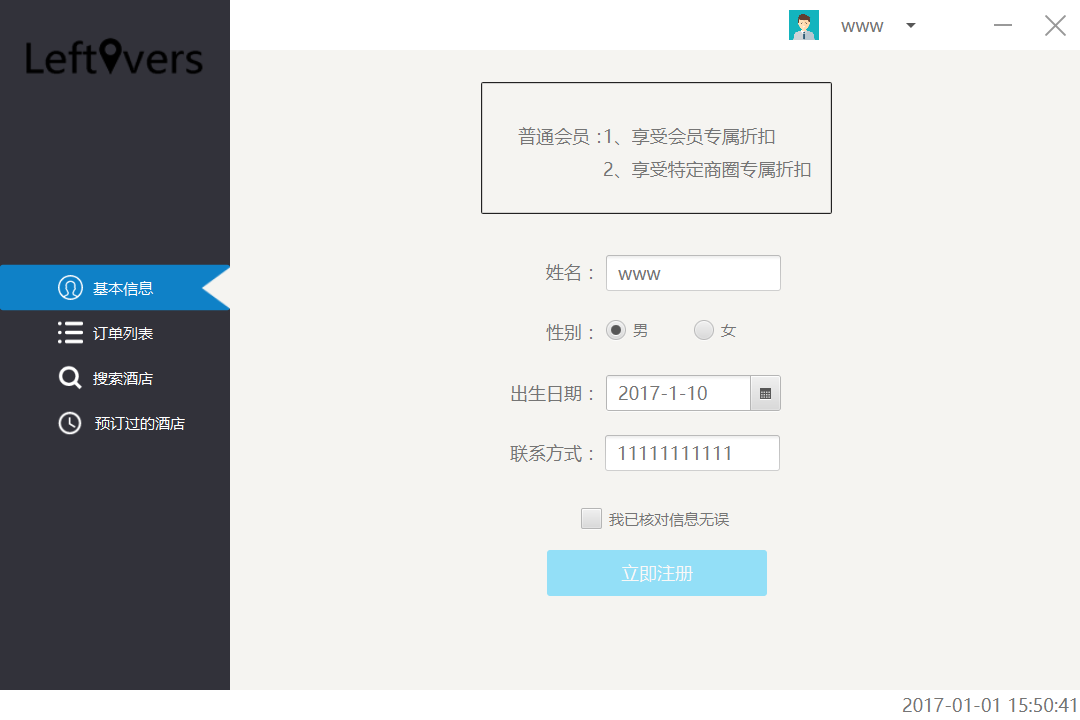 Leftovers
www
普通会员：1、享受会员专属折扣
2、享受特定商圈专属折扣
姓名： www
性别： 男 女
出生日期： 2017-1-10
联系方式： 11111111111
我已核对信息无误
立即注册
基本信息
订单列表
搜索酒店
预订过的酒店
2017-01-01 15:50:41